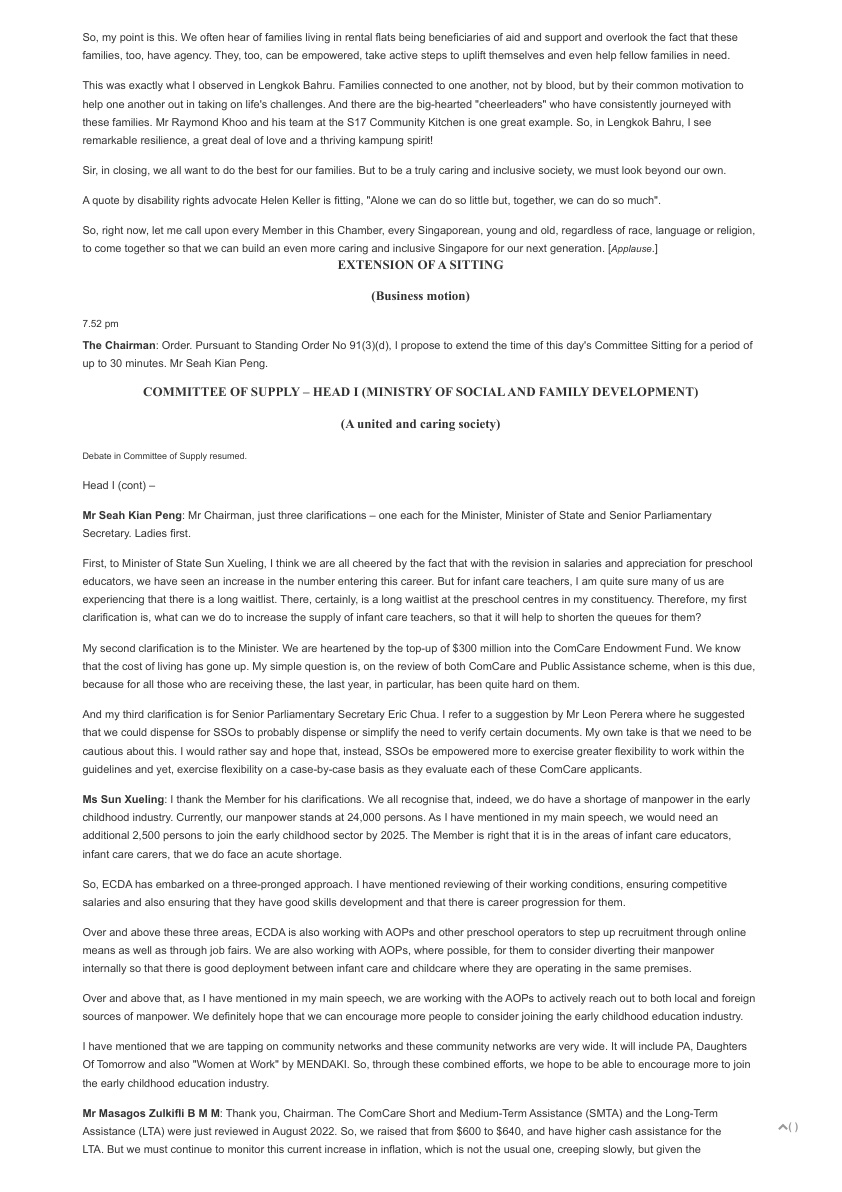 So, my point is this. We often hear of families living in rental flats being beneficiaries of aid and support and overlook the fact that these
families, too, have agency. They, too, can be empowered, take active steps to uplift themselves and even help fellow families in need.
This was exactly what I observed in Lengkok Bahru. Families connected to one another, not by blood, but by their common motivation to
help one another out in taking on life's challenges. And there are the big-hearted "cheerleaders" who have consistently journeyed with
these families. Mr Raymond Khoo and his team at the S17 Community Kitchen is one great example. So, in Lengkok Bahru, I see
remarkable resilience, a great deal of love and a thriving kampung spirit!
Sir, in closing, we all want to do the best for our families. But to be a truly caring and inclusive society, we must look beyond our own.
A quote by disability rights advocate Helen Keller is fitting, "Alone we can do so little but, together, we can do so much".
So, right now, let me call upon every Member in this Chamber, every Singaporean, young and old, regardless of race, language or religion,
to come together so that we can build an even more caring and inclusive Singapore for our next generation. [Applause.]
EXTENSION OF A SITTING
(Business motion)
7.52 pm
The Chairman: Order. Pursuant to Standing Order No 91(3)(d), I propose to extend the time of this day's Committee Sitting for a period of
up to 30 minutes. Mr Seah Kian Peng.
COMMITTEE OF SUPPLY – HEAD I (MINISTRY OF SOCIAL AND FAMILY DEVELOPMENT)
(A united and caring society)
Debate in Committee of Supply resumed.
Head I (cont) –
Mr Seah Kian Peng: Mr Chairman, just three clarifications – one each for the Minister, Minister of State and Senior Parliamentary
Secretary. Ladies first.
First, to Minister of State Sun Xueling, I think we are all cheered by the fact that with the revision in salaries and appreciation for preschool
educators, we have seen an increase in the number entering this career. But for infant care teachers, I am quite sure many of us are
experiencing that there is a long waitlist. There, certainly, is a long waitlist at the preschool centres in my constituency. Therefore, my first
clarification is, what can we do to increase the supply of infant care teachers, so that it will help to shorten the queues for them?
My second clarification is to the Minister. We are heartened by the top-up of $300 million into the ComCare Endowment Fund. We know
that the cost of living has gone up. My simple question is, on the review of both ComCare and Public Assistance scheme, when is this due,
because for all those who are receiving these, the last year, in particular, has been quite hard on them.
And my third clarification is for Senior Parliamentary Secretary Eric Chua. I refer to a suggestion by Mr Leon Perera where he suggested
that we could dispense for SSOs to probably dispense or simplify the need to verify certain documents. My own take is that we need to be
cautious about this. I would rather say and hope that, instead, SSOs be empowered more to exercise greater flexibility to work within the
guidelines and yet, exercise flexibility on a case-by-case basis as they evaluate each of these ComCare applicants.
Ms Sun Xueling: I thank the Member for his clarifications. We all recognise that, indeed, we do have a shortage of manpower in the early
childhood industry. Currently, our manpower stands at 24,000 persons. As I have mentioned in my main speech, we would need an
additional 2,500 persons to join the early childhood sector by 2025. The Member is right that it is in the areas of infant care educators,
infant care carers, that we do face an acute shortage.
So, ECDA has embarked on a three-pronged approach. I have mentioned reviewing of their working conditions, ensuring competitive
salaries and also ensuring that they have good skills development and that there is career progression for them.
Over and above these three areas, ECDA is also working with AOPs and other preschool operators to step up recruitment through online
means as well as through job fairs. We are also working with AOPs, where possible, for them to consider diverting their manpower
internally so that there is good deployment between infant care and childcare where they are operating in the same premises.
Over and above that, as I have mentioned in my main speech, we are working with the AOPs to actively reach out to both local and foreign
sources of manpower. We definitely hope that we can encourage more people to consider joining the early childhood education industry.
I have mentioned that we are tapping on community networks and these community networks are very wide. It will include PA, Daughters
Of Tomorrow and also "Women at Work" by MENDAKI. So, through these combined efforts, we hope to be able to encourage more to join
the early childhood education industry.
Mr Masagos Zulkifli B M M: Thank you, Chairman. The ComCare Short and Medium-Term Assistance (SMTA) and the Long-Term
Assistance (LTA) were just reviewed in August 2022. So, we raised that from $600 to $640, and have higher cash assistance for the
LTA. But we must continue to monitor this current increase in inflation, which is not the usual one, creeping slowly, but given the
( )